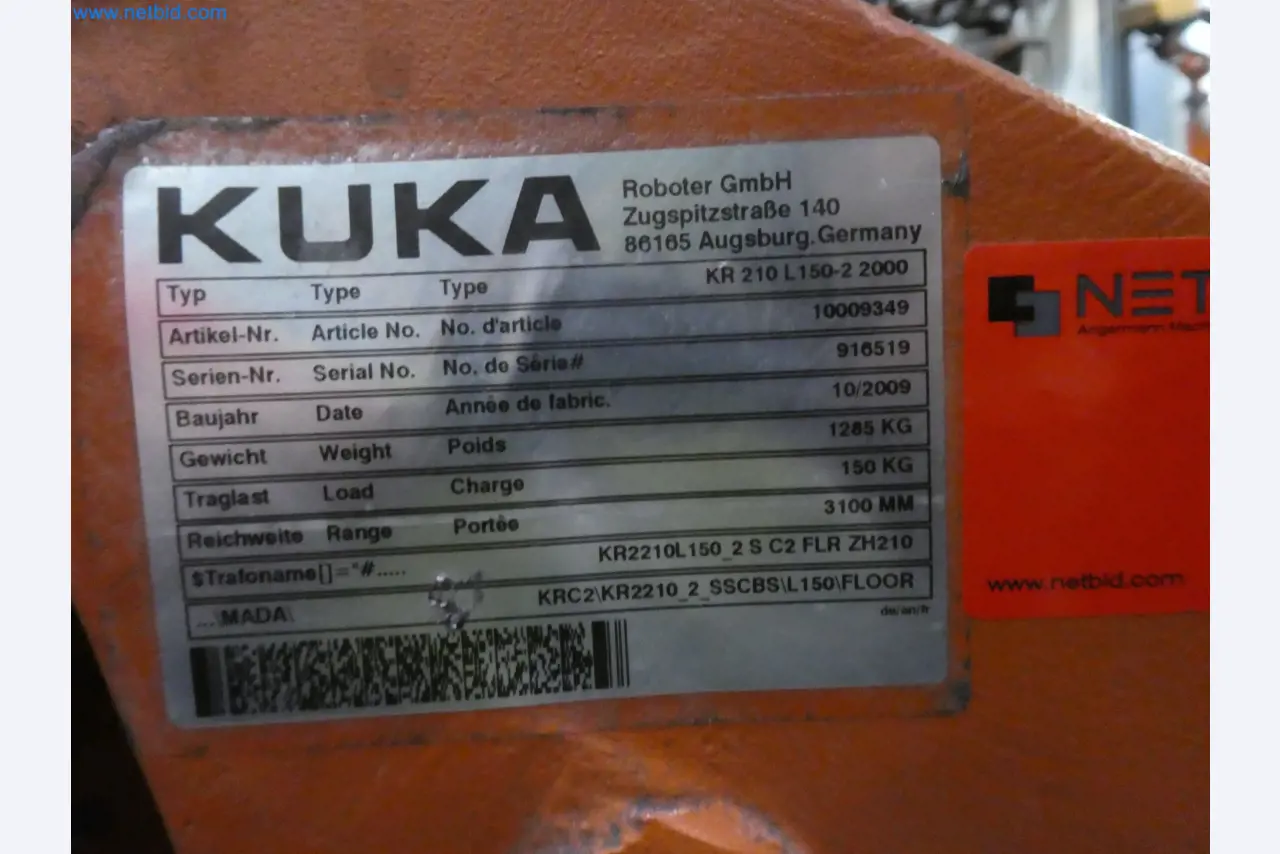 www.netbid.com
KUKA
Roboter GmbH
Zugspitzstraße 140
86165 Augsburg, Germany
Typ Type Type KR 210 L150-2 2000
Artikel-Nr. Article No. No. d'article 10009349
Serien-Nr. Serial No. No. de Série# 916519
Baujahr Date Année de fabric. 10/2009
Gewicht Weight Poids 1285 KG
Traglast Load Charge 150 KG
Reichweite Range Portée 3100 MM
$Trafoname[]="#..... KR2210L150_2 S C2 FLR ZH210
...\MADA\ KRC2\KR2210_2_SSCBS\L150\FLOOR
de/en/fr
NET
Angermann Mach
www.netbid.com